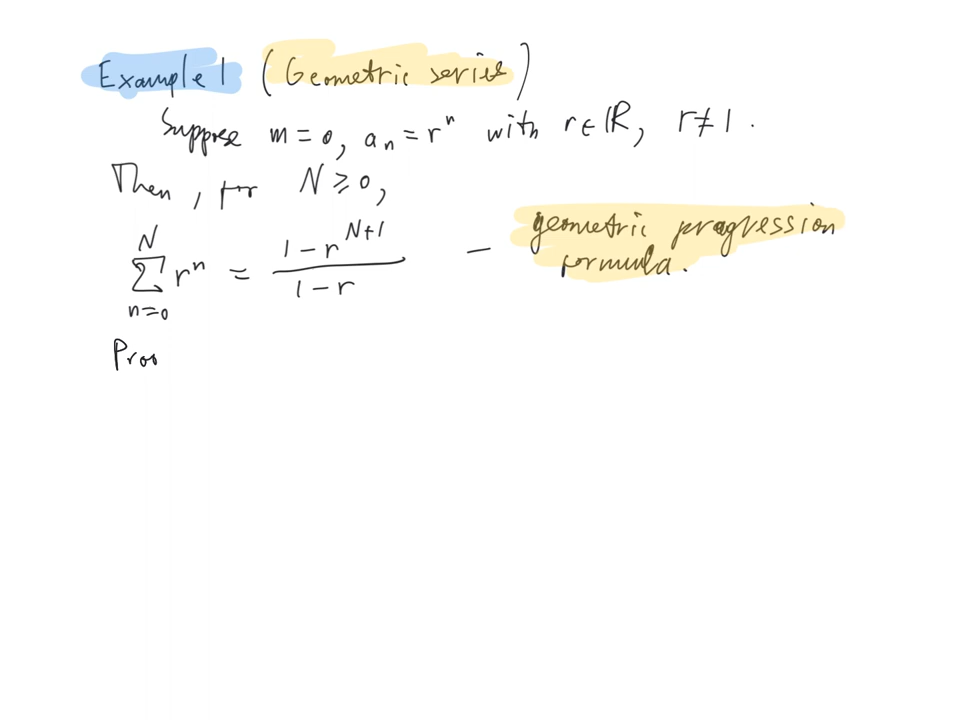 Example 1 (Geometric series)
Suppose m = 0, aₙ = rⁿ with r ∈ ℝ, r ≠ 1.
Then, for N ≥ 0,
∑_{n=0}^{N} rⁿ = (1 - r^{N+1}) / (1 - r) — geometric progression
formula.
Proo